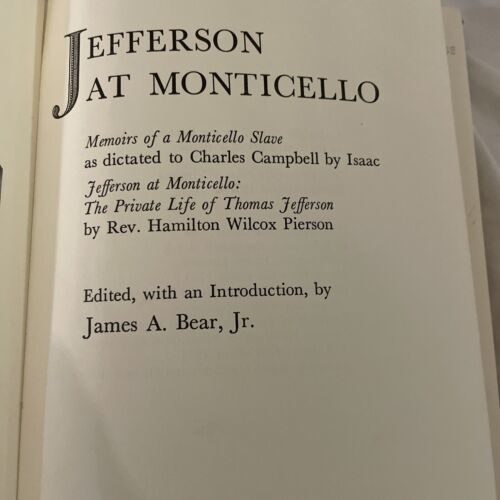 JEFFERSON
AT MONTICELLO
Memoirs of a Monticello Slave
as dictated to Charles Campbell by Isaac
Jefferson at Monticello:
The Private Life of Thomas Jefferson
by Rev. Hamilton Wilcox Pierson
Edited, with an Introduction, by
James A. Bear, Jr.